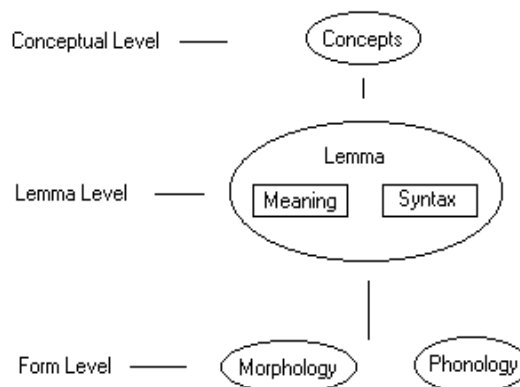 Conceptual Level Concepts
Lemma
Lemma Level Meaning Syntax
Form Level Morphology Phonology